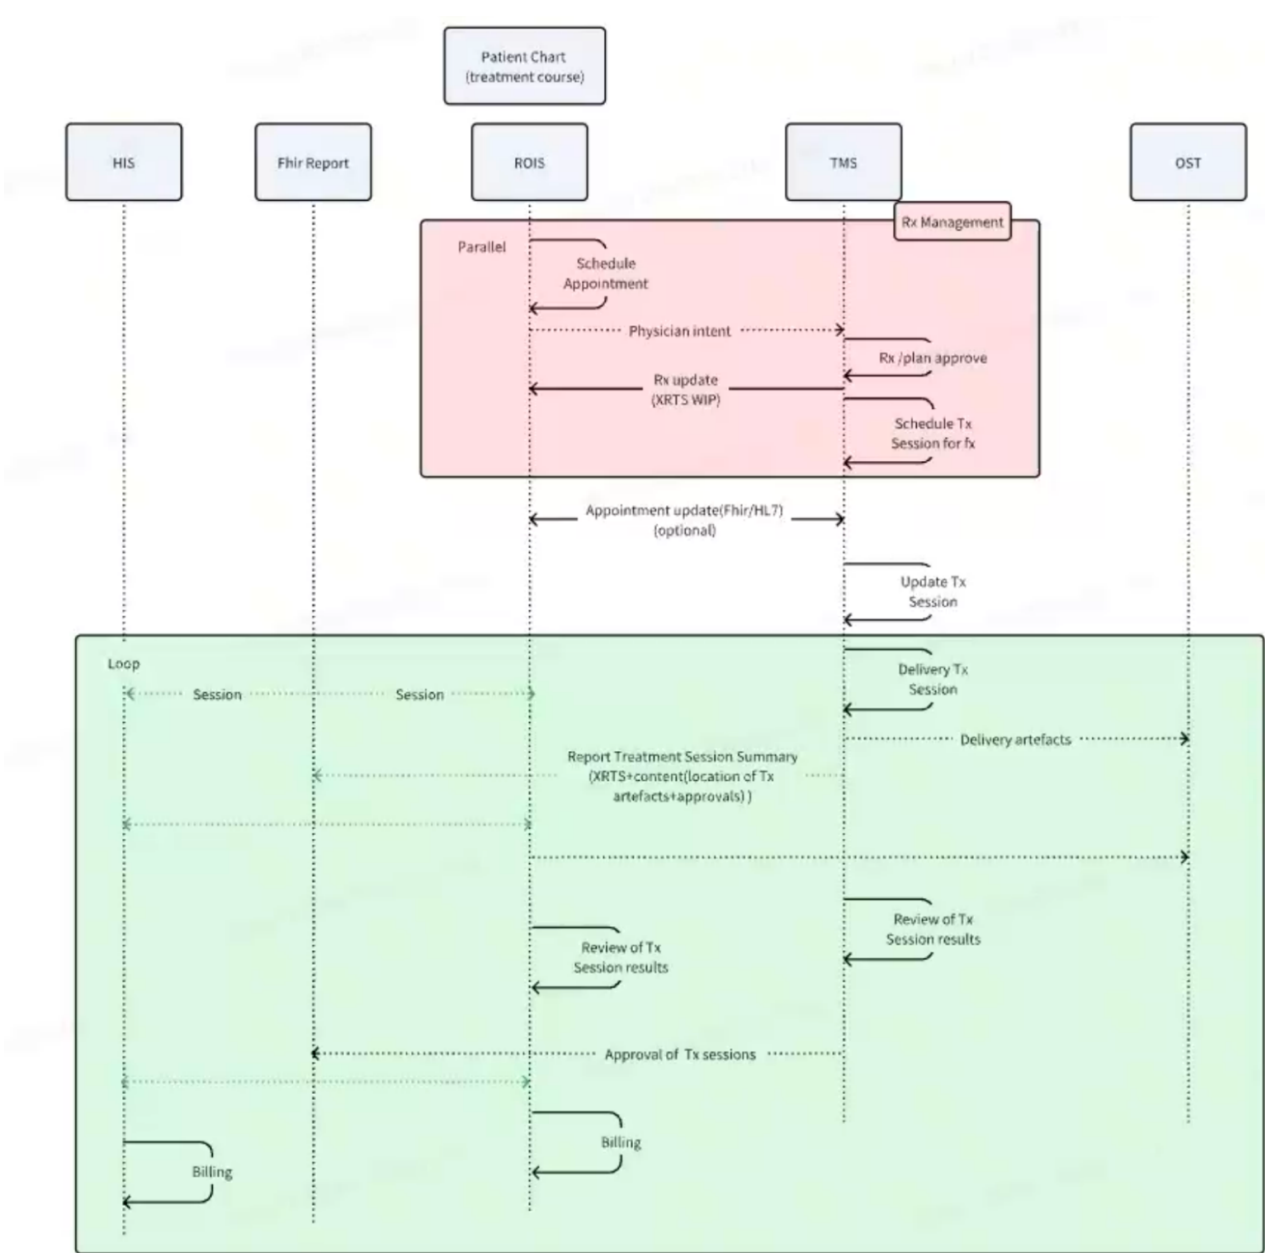 Patient Chart
(treatment course)
HIS
Fhir Report
ROIS
TMS
OST
Rx Management
Parallel
Schedule
Appointment
Physician intent
Rx /plan approve
Rx update
(XRTS WIP)
Schedule Tx
Session for fx
Appointment update(Fhir/HL7)
(optional)
Update Tx
Session
Loop
Delivery Tx
Session
Session
Session
Delivery artefacts
Report Treatment Session Summary
(XRTS+content(location of Tx
artefacts+approvals) )
Review of Tx
Session results
Review of Tx
Session results
Approval of Tx sessions
Billing
Billing